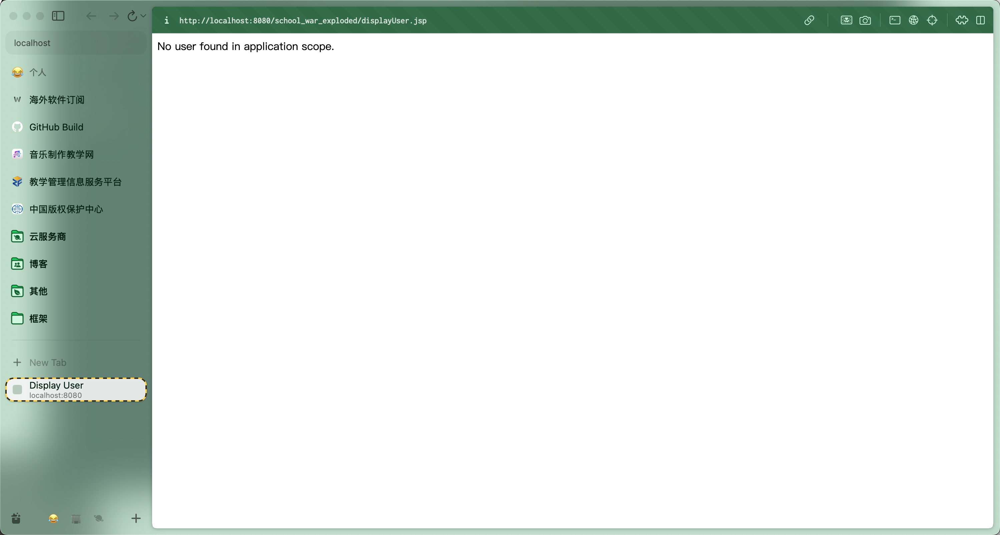 localhost
个人
W 海外软件订阅
GitHub Build
音乐制作教学网
教学管理信息服务平台
中国版权保护中心
云服务商
博客
其他
框架
New Tab
Display User
localhost:8080
http://localhost:8080/school_war_exploded/displayUser.jsp
No user found in application scope.